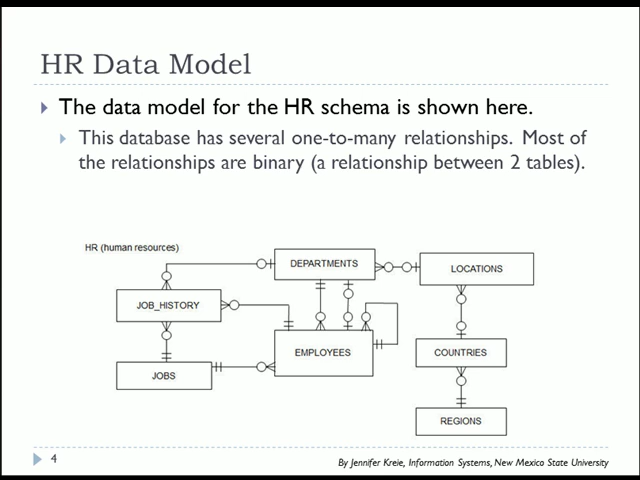 HR Data Model
The data model for the HR schema is shown here.
This database has several one-to-many relationships. Most of
the relationships are binary (a relationship between 2 tables).
HR (human resources)
DEPARTMENTS
LOCATIONS
JOB_HISTORY
EMPLOYEES
COUNTRIES
JOBS
REGIONS
4
By Jennifer Kreie, Information Systems, New Mexico State University